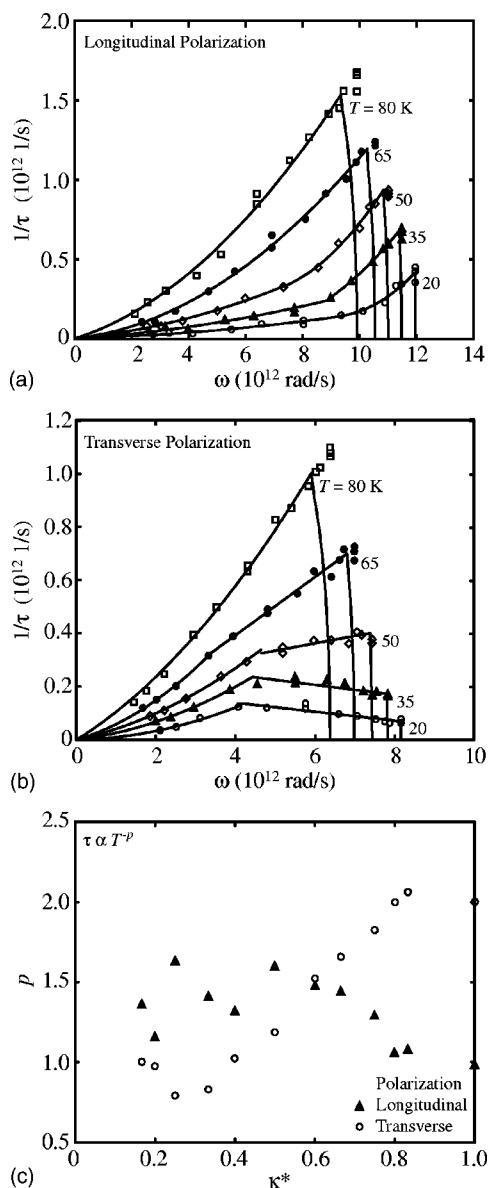 2.0
Longitudinal Polarization
1.5
T = 80 K
1.0
65
50
0.5
35
20
0
0 2 4 6 8 10 12 14
1/τ (10¹² 1/s)
ω (10¹² rad/s)
(a)
1.2
Transverse Polarization
1.0
T = 80 K
0.8
65
0.6
0.4
50
0.2
35
20
0
0 2 4 6 8 10
1/τ (10¹² 1/s)
ω (10¹² rad/s)
(b)
2.5
τ α T⁻ᵖ
2.0
1.5
1.0
Polarization
▲ Longitudinal
○ Transverse
0.5
0.2 0.4 0.6 0.8 1.0
p
κ*
(c)